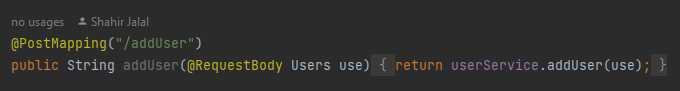 no usages Shahir Jalal
@PostMapping("/addUser")
public String addUser(@RequestBody Users use) { return userService.addUser(use); }